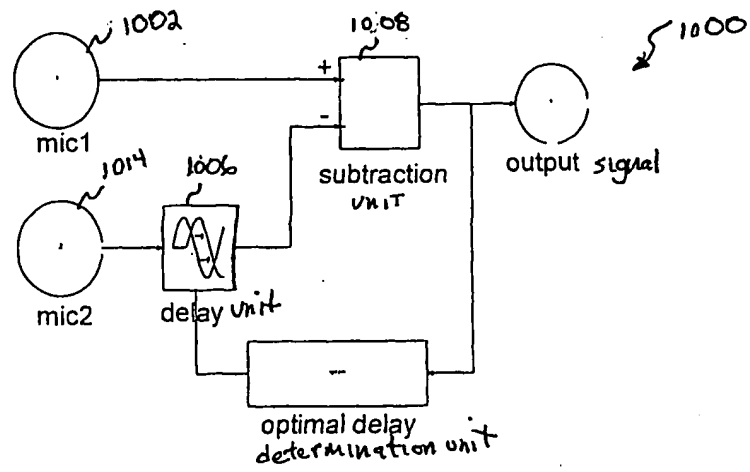 1002
1008
1000
+
-
mic1
1014
1006
subtraction
unit
output signal
mic2
delay unit
optimal delay
determination unit